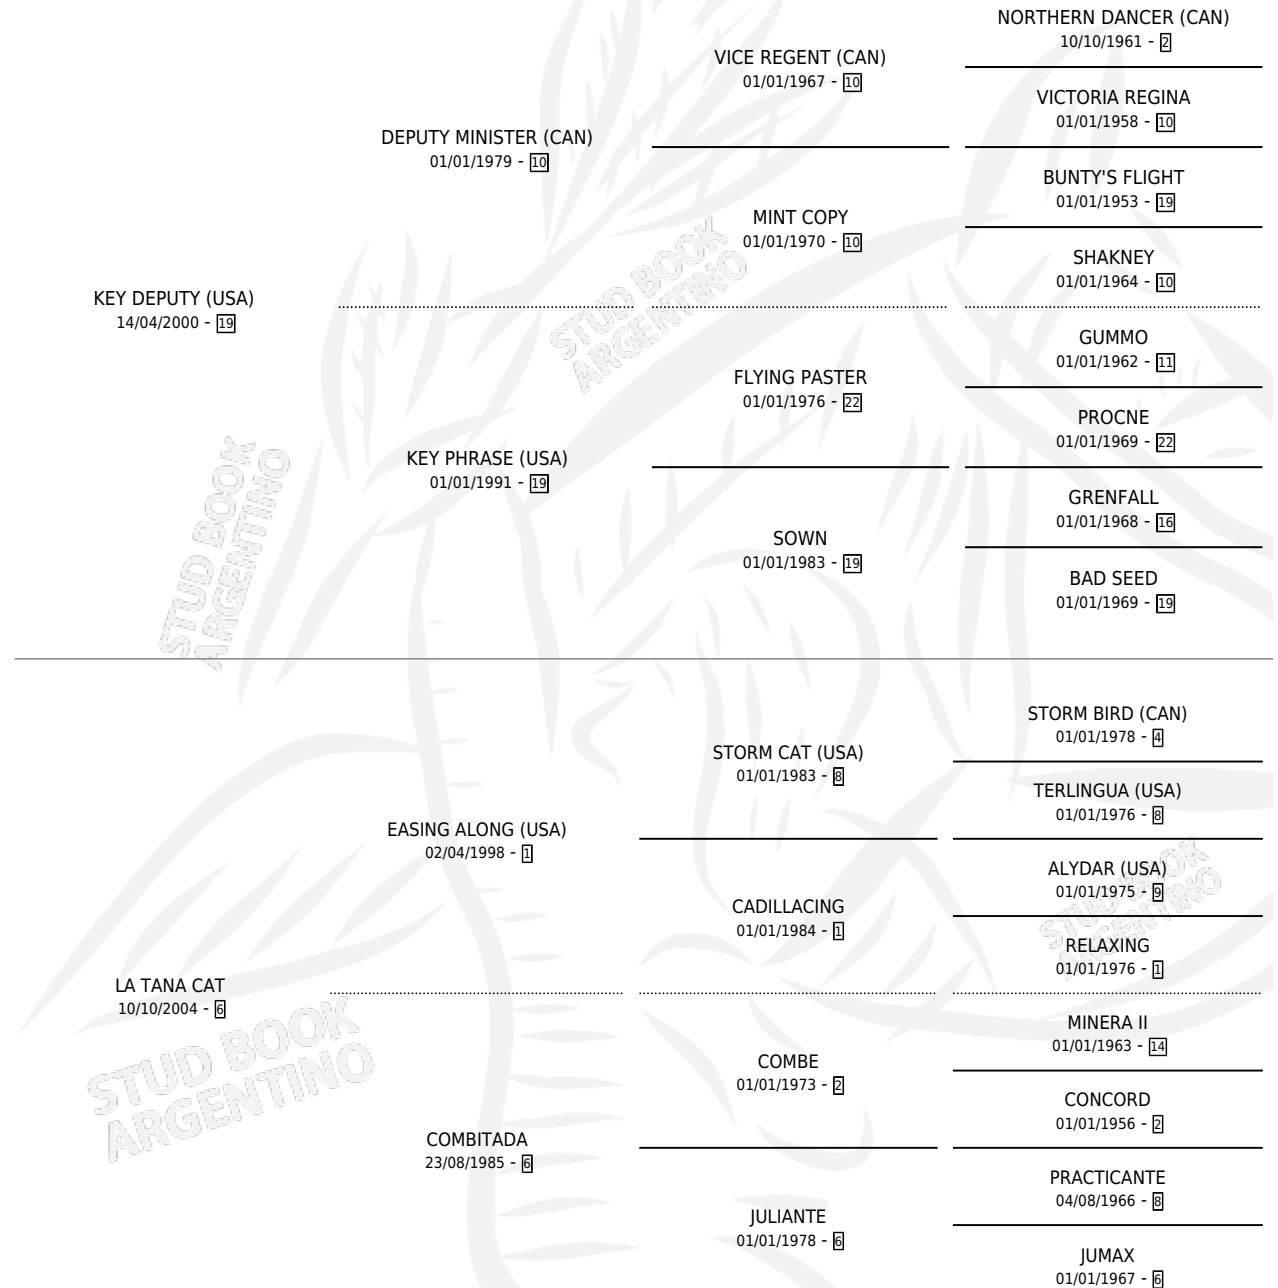 NORTHERN DANCER (CAN)
10/10/1961 - 2
VICE REGENT (CAN)
01/01/1967 - 10
VICTORIA REGINA
01/01/1958 - 10
DEPUTY MINISTER (CAN)
01/01/1979 - 10
BUNTY'S FLIGHT
01/01/1953 - 19
MINT COPY
01/01/1970 - 10
SHAKNEY
01/01/1964 - 10
KEY DEPUTY (USA)
14/04/2000 - 19
GUMMO
01/01/1962 - 11
FLYING PASTER
01/01/1976 - 22
PROCNE
01/01/1969 - 22
KEY PHRASE (USA)
01/01/1991 - 19
GRENFALL
01/01/1968 - 16
SOWN
01/01/1983 - 19
BAD SEED
01/01/1969 - 19
STUD BOOK
ARGENTINO
STUD BOOK
ARGENTINO
STORM BIRD (CAN)
01/01/1978 - 4
STORM CAT (USA)
01/01/1983 - 8
TERLINGUA (USA)
01/01/1976 - 8
EASING ALONG (USA)
02/04/1998 - 1
ALYDAR (USA)
01/01/1975 - 9
CADILLACING
01/01/1984 - 1
RELAXING
01/01/1976 - 1
LA TANA CAT
10/10/2004 - 6
MINERA II
01/01/1963 - 14
COMBE
01/01/1973 - 2
CONCORD
01/01/1956 - 2
COMBITADA
23/08/1985 - 6
PRACTICANTE
04/08/1966 - 8
JULIANTE
01/01/1978 - 6
JUMAX
01/01/1967 - 6
STUD BOOK
ARGENTINO
STUD BOOK
ARGENTINO